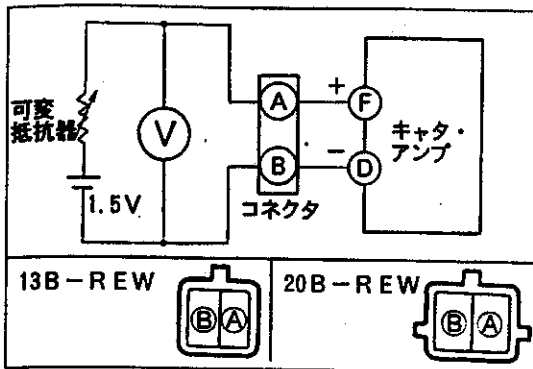 可変
抵抗器
V
1.5V
A
B
コネクタ
+
-
F
D
キャタ・
アンプ
13B-REW
B A
20B-REW
B A